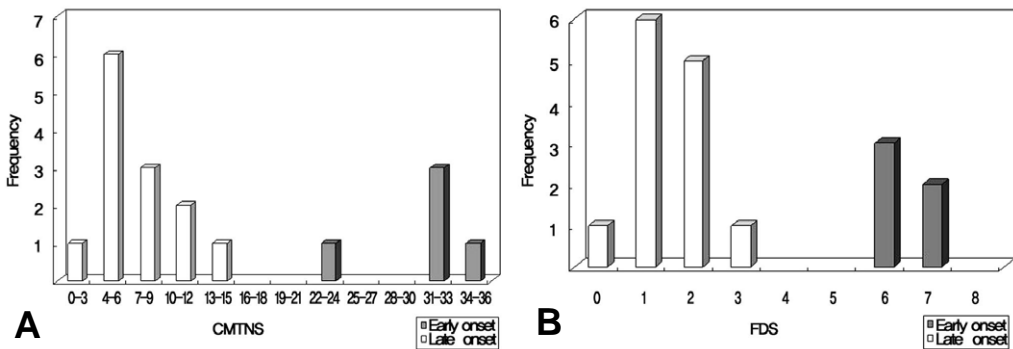 7
6
5
4
3
2
1
Frequency
0-3 4-6 7-9 10-12 13-15 16-18 19-21 22-24 25-27 28-30 31-33 34-36
CMTNS
A
Early onset
Late onset
6
5
4
3
2
1
Frequency
0 1 2 3 4 5 6 7 8
FDS
B
Early onset
Late onset